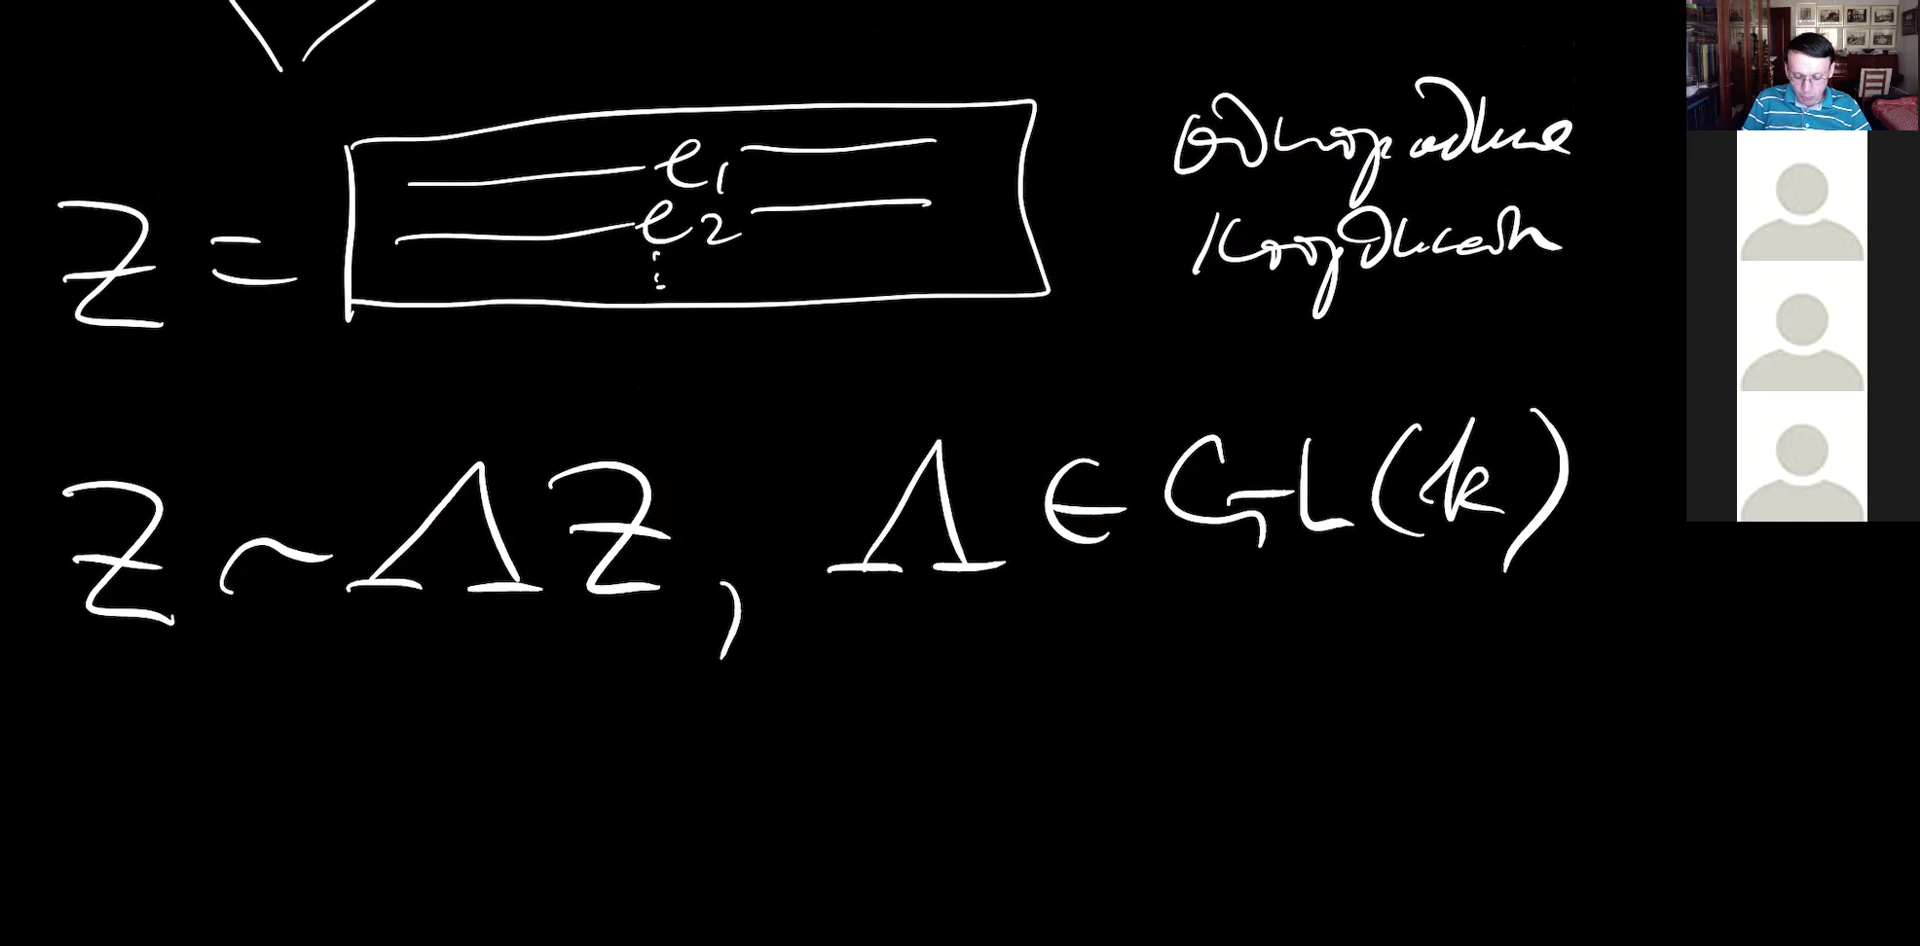 Z = e₁
e₂
⋮
однородные
координаты
Z ~ ΛZ, Λ ∈ GL(k)